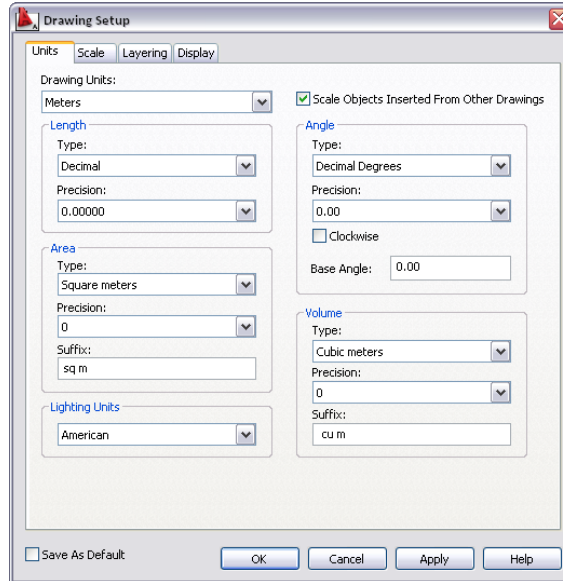 Drawing Setup
Units Scale Layering Display
Drawing Units:
Meters
Scale Objects Inserted From Other Drawings
Length
Type:
Decimal
Precision:
0.00000
Angle
Type:
Decimal Degrees
Precision:
0.00
Clockwise
Base Angle: 0.00
Area
Type:
Square meters
Precision:
0
Suffix:
sq m
Volume
Type:
Cubic meters
Precision:
0
Suffix:
cu m
Lighting Units
American
Save As Default OK Cancel Apply Help